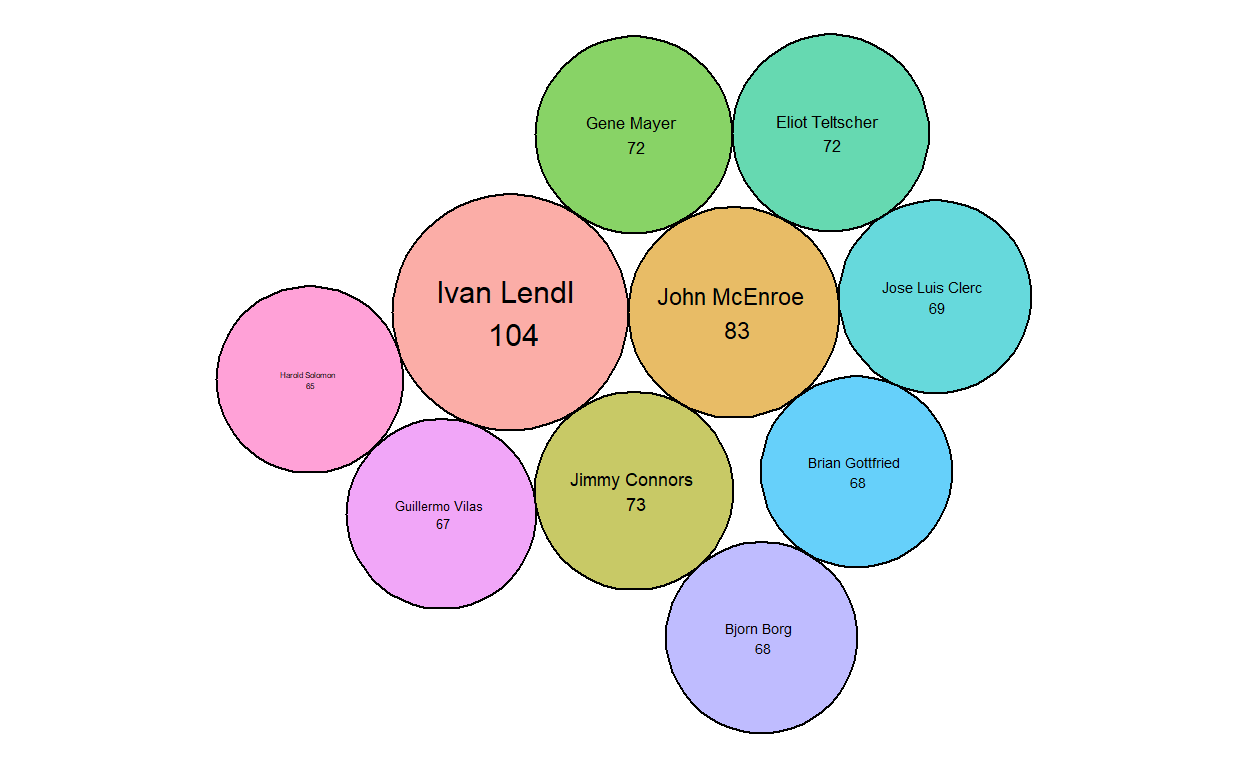 Gene Mayer
72
Eliot Teltscher
72
Ivan Lendl
104
John McEnroe
83
Jose Luis Clerc
69
Harold Solomon
65
Guillermo Vilas
67
Jimmy Connors
73
Brian Gottfried
68
Bjorn Borg
68